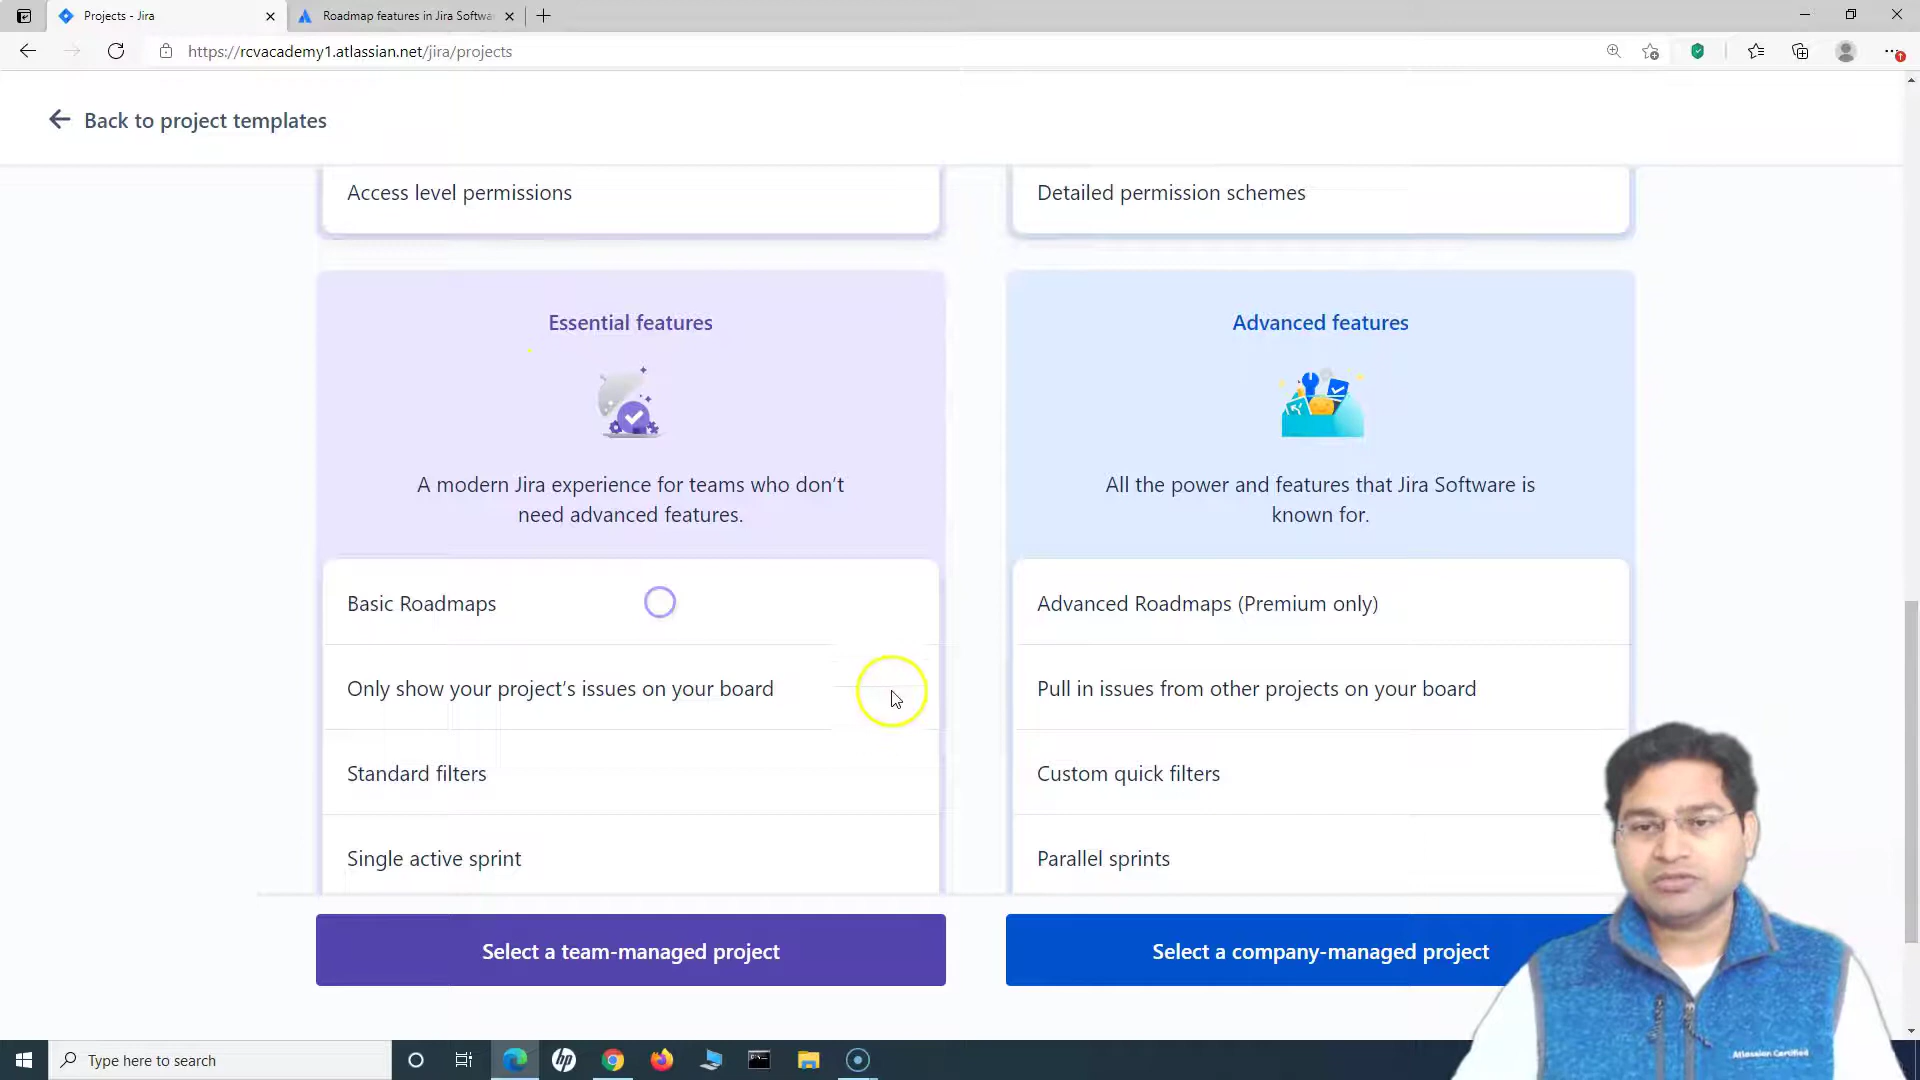 Projects - Jira
Roadmap features in Jira Softwa
https://rcvacademy1.atlassian.net/jira/projects
Back to project templates
Access level permissions
Detailed permission schemes
Essential features
A modern Jira experience for teams who don't
need advanced features.
Basic Roadmaps
Only show your project's issues on your board
Standard filters
Single active sprint
Select a team-managed project
Advanced features
All the power and features that Jira Software is
known for.
Advanced Roadmaps (Premium only)
Pull in issues from other projects on your board
Custom quick filters
Parallel sprints
Select a company-managed project
Atlassian Certified
Type here to search
hp